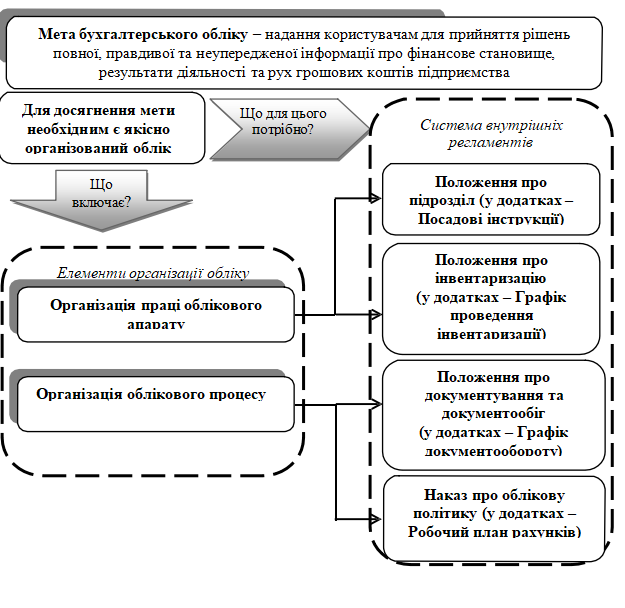 Мета бухгалтерського обліку – надання користувачам для прийняття рішень
повної, правдивої та неупередженої інформації про фінансове становище,
результати діяльності та рух грошових коштів підприємства
Для досягнення мети
необхідним є якісно
організований облік
Що для цього
потрібно?
Що
включає?
Елементи організації обліку
Організація праці облікового
апарату
Організація облікового процесу
Система внутрішніх
регламентів
Положення про
підрозділ (у додатках –
Посадові інструкції)
Положення про
інвентаризацію
(у додатках – Графік
проведення
інвентаризації)
Положення про
документування та
документообіг
(у додатках – Графік
документообороту)
Наказ про облікову
політику (у додатках –
Робочий план рахунків)